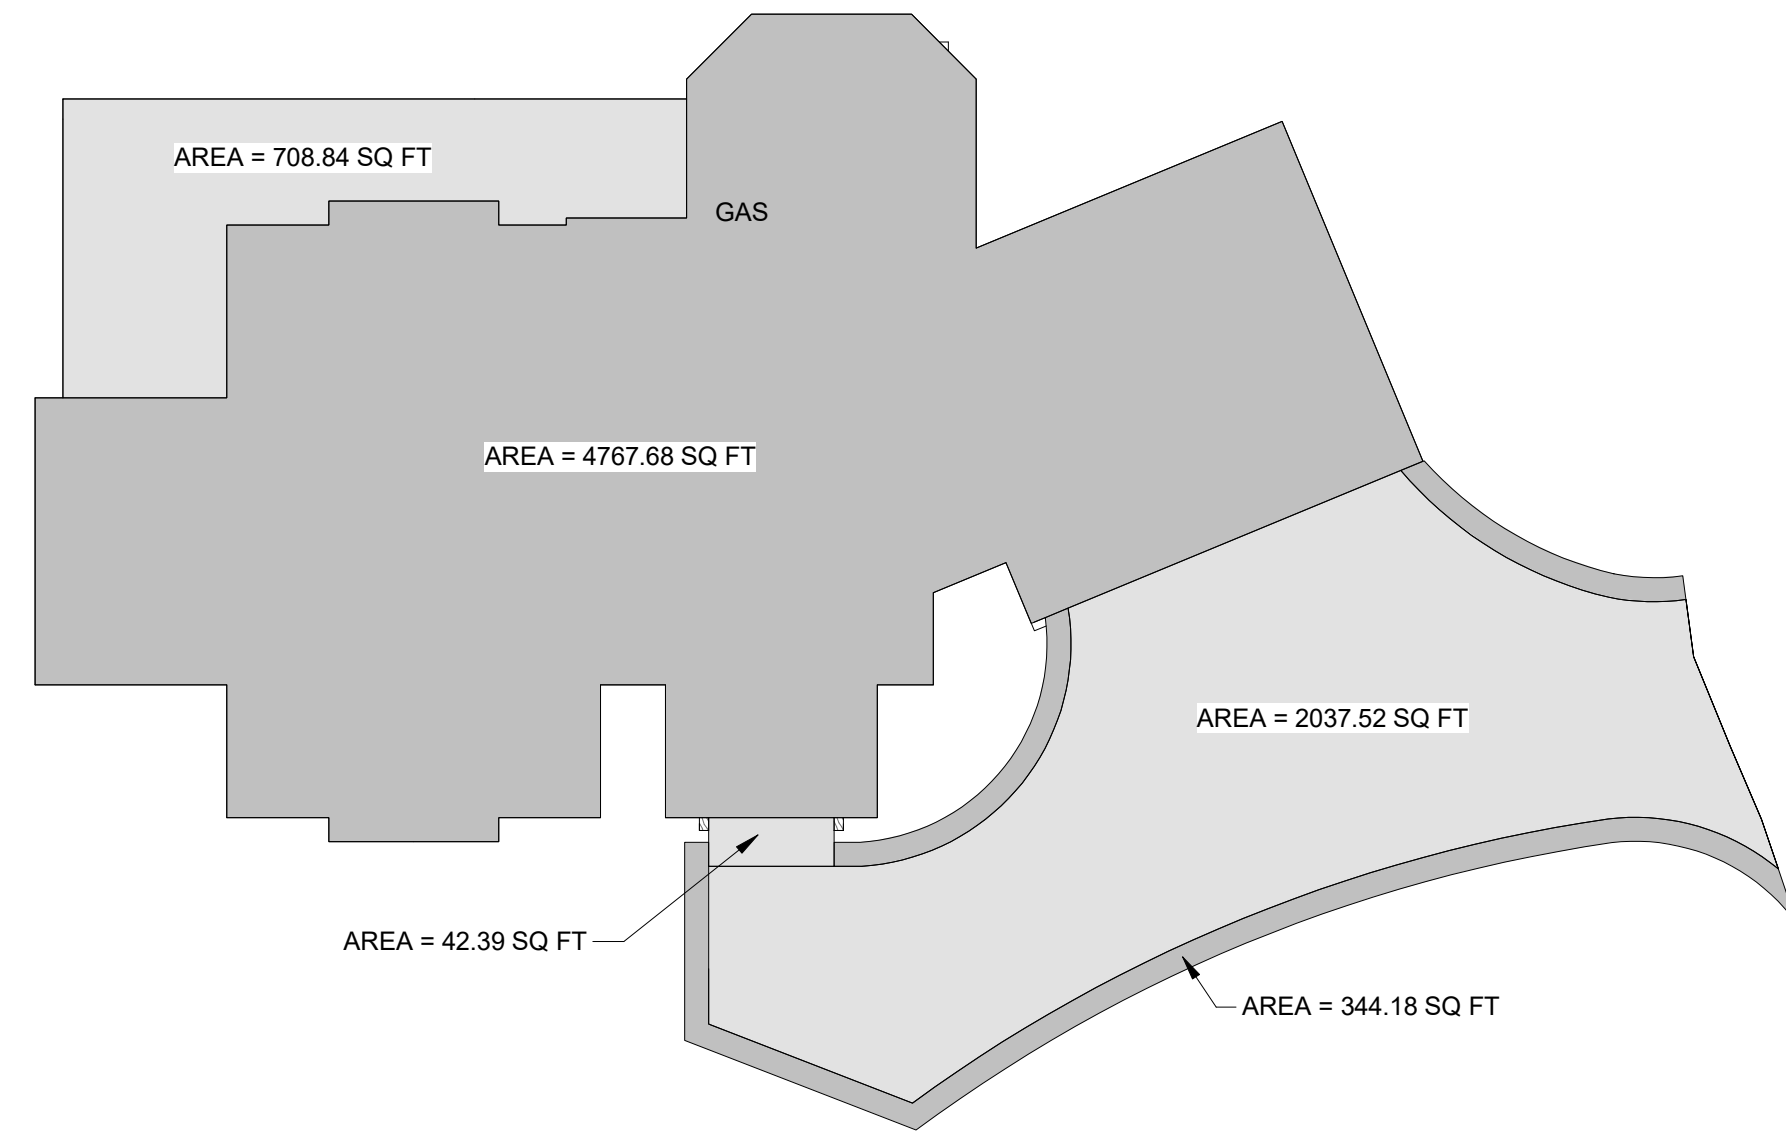 AREA = 708.84 SQ FT
GAS
AREA = 4767.68 SQ FT
AREA = 2037.52 SQ FT
AREA = 42.39 SQ FT
AREA = 344.18 SQ FT